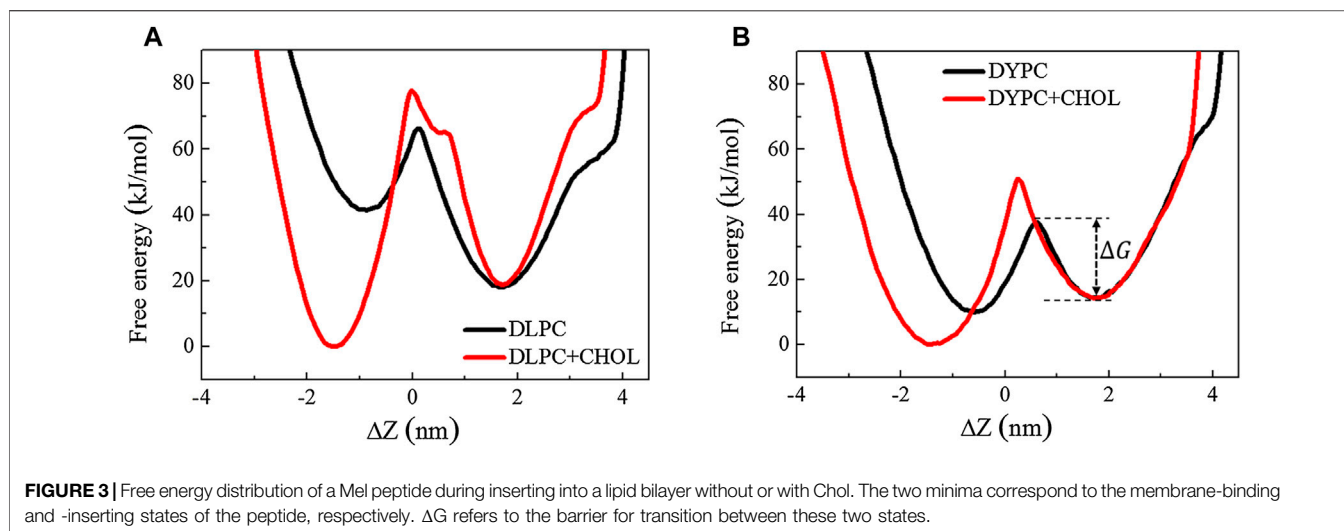 A
Free energy (kJ/mol)
80
60
40
20
0
DLPC
DLPC+CHOL
-4
-2
0
2
4
ΔZ (nm)
B
Free energy (kJ/mol)
80
60
40
20
0
DYPC
DYPC+CHOL
ΔG
-4
-2
0
2
4
ΔZ (nm)
FIGURE 3 | Free energy distribution of a Mel peptide during inserting into a lipid bilayer without or with Chol. The two minima correspond to the membrane-binding
and -inserting states of the peptide, respectively. ΔG refers to the barrier for transition between these two states.